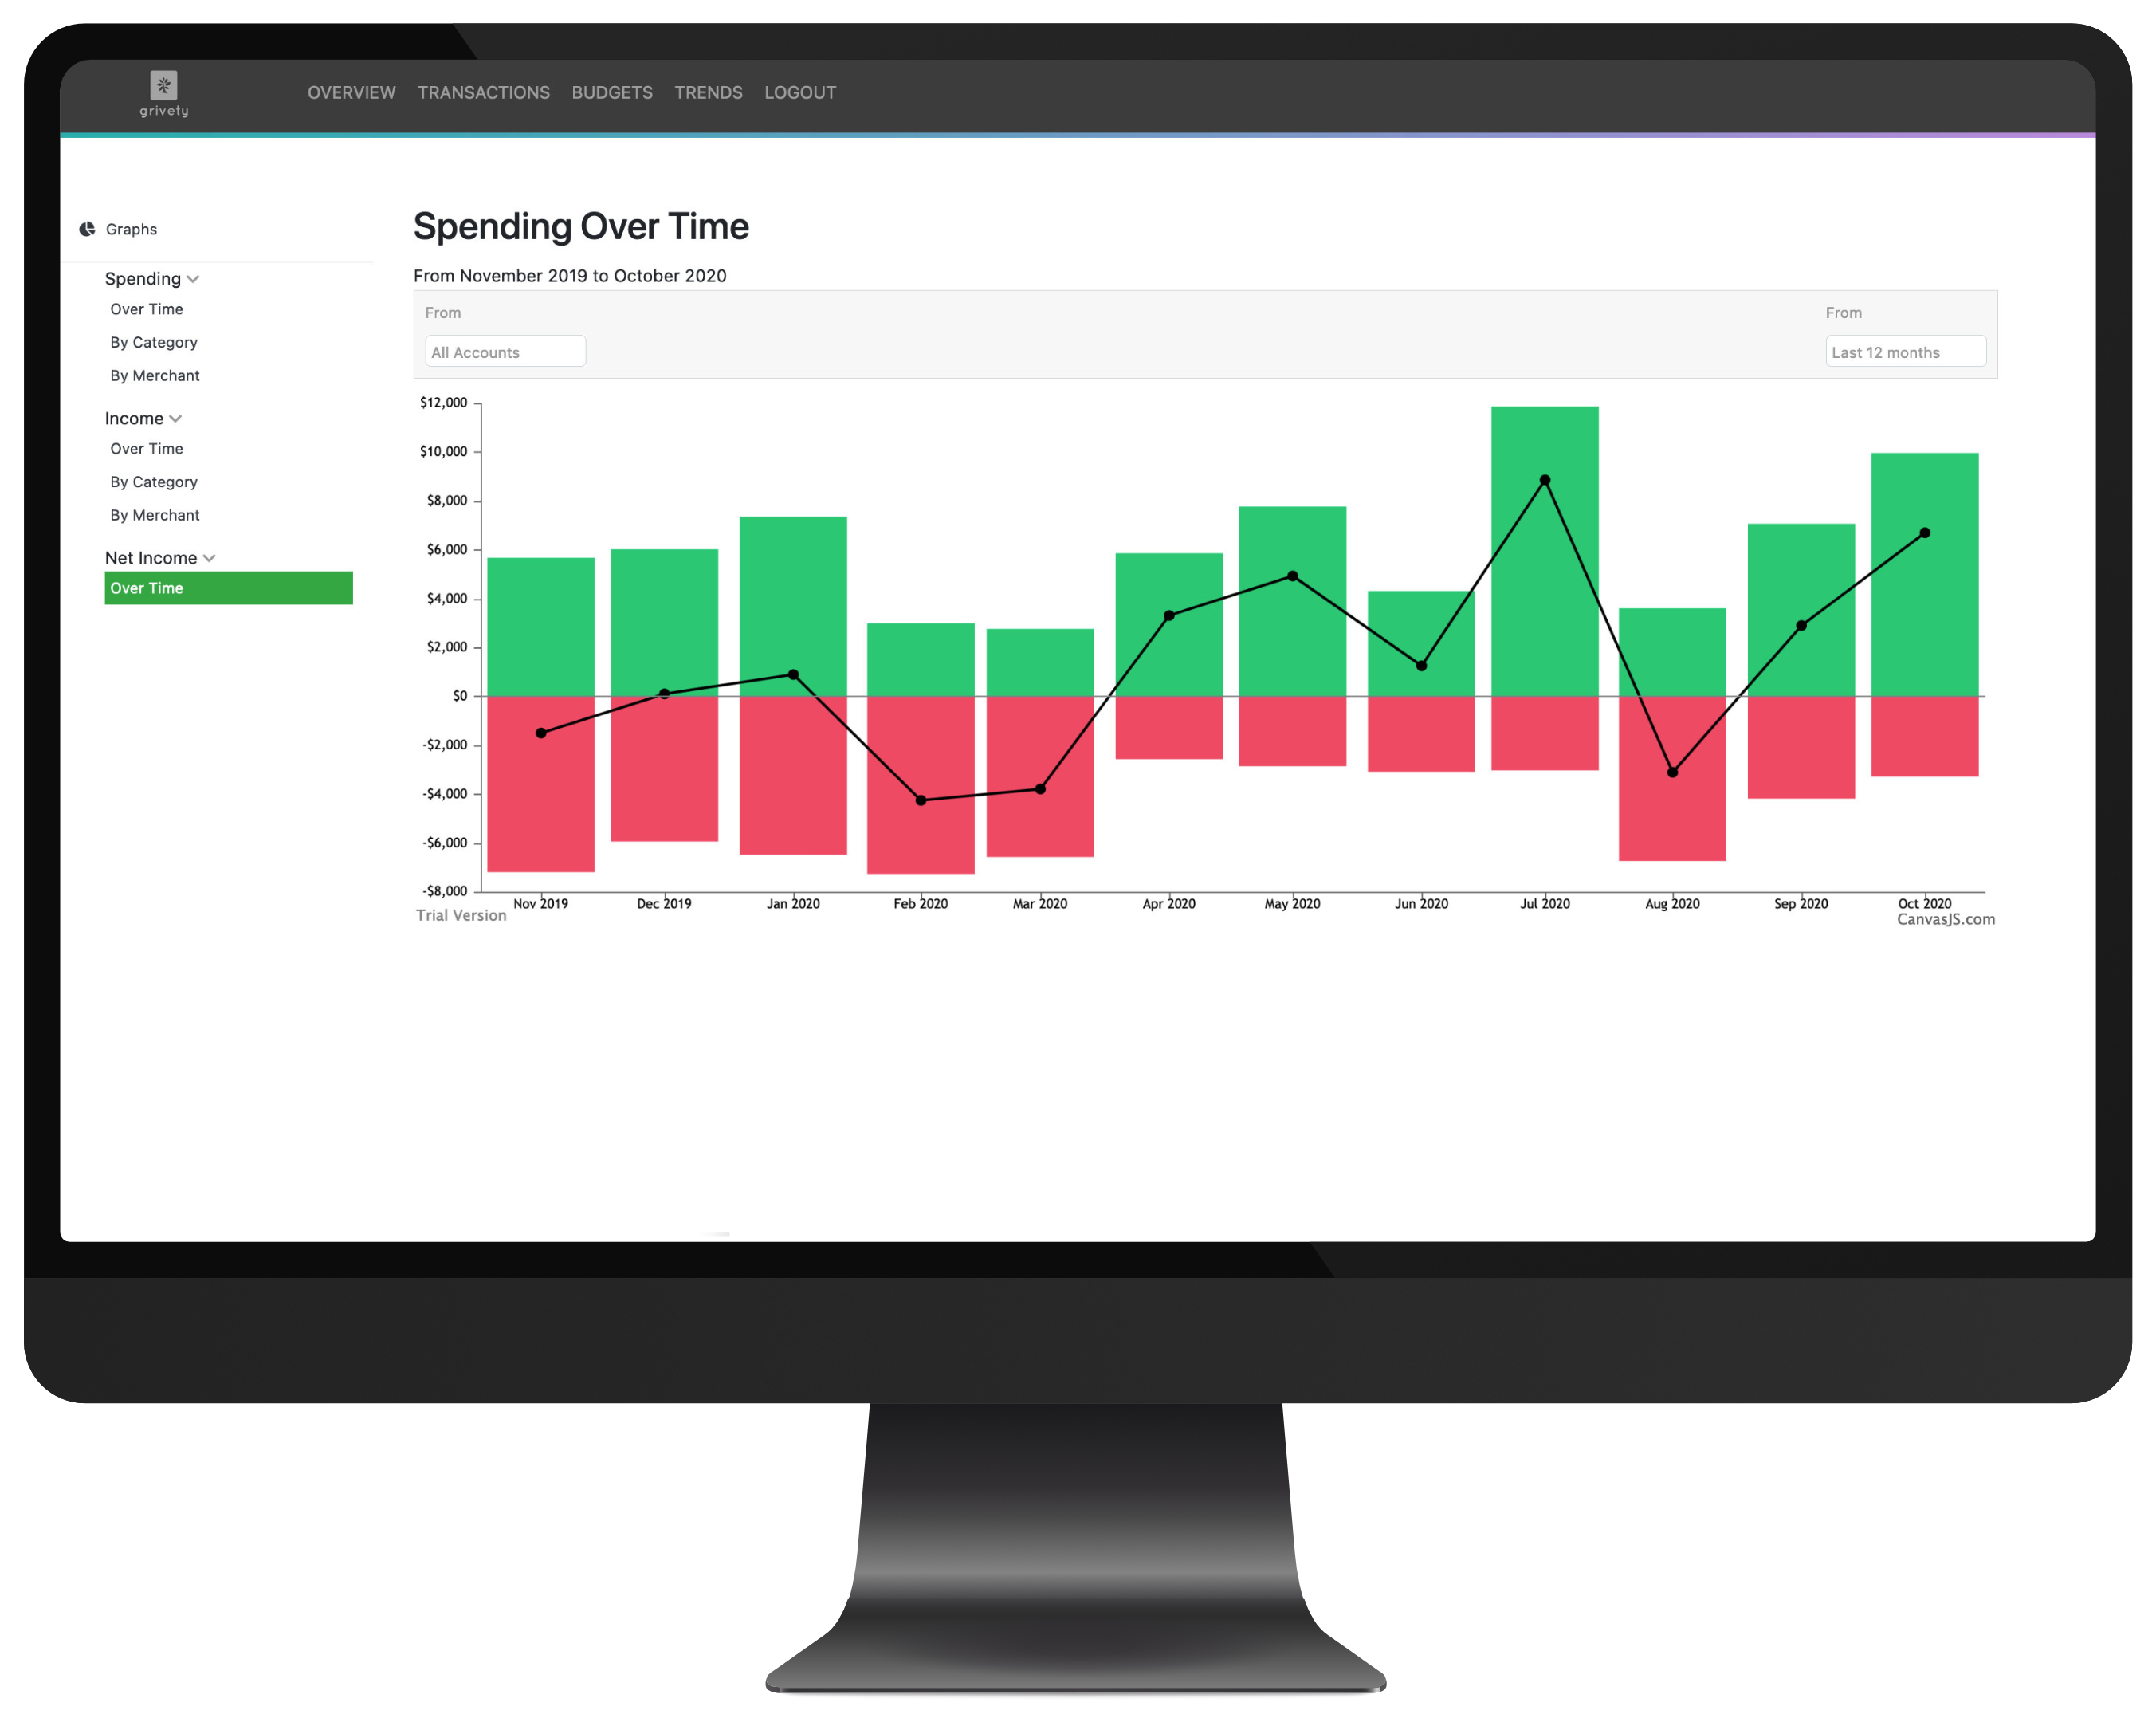 grivety
OVERVIEW TRANSACTIONS BUDGETS TRENDS LOGOUT
Graphs
Spending
Over Time
By Category
By Merchant
Income
Over Time
By Category
By Merchant
Net Income
Over Time
Spending Over Time
From November 2019 to October 2020
From From
All Accounts Last 12 months
$12,000
$10,000
$8,000
$6,000
$4,000
$2,000
$0
-$2,000
-$4,000
-$6,000
-$8,000
Nov 2019 Dec 2019 Jan 2020 Feb 2020 Mar 2020 Apr 2020 May 2020 Jun 2020 Jul 2020 Aug 2020 Sep 2020 Oct 2020
Trial Version CanvasJS.com